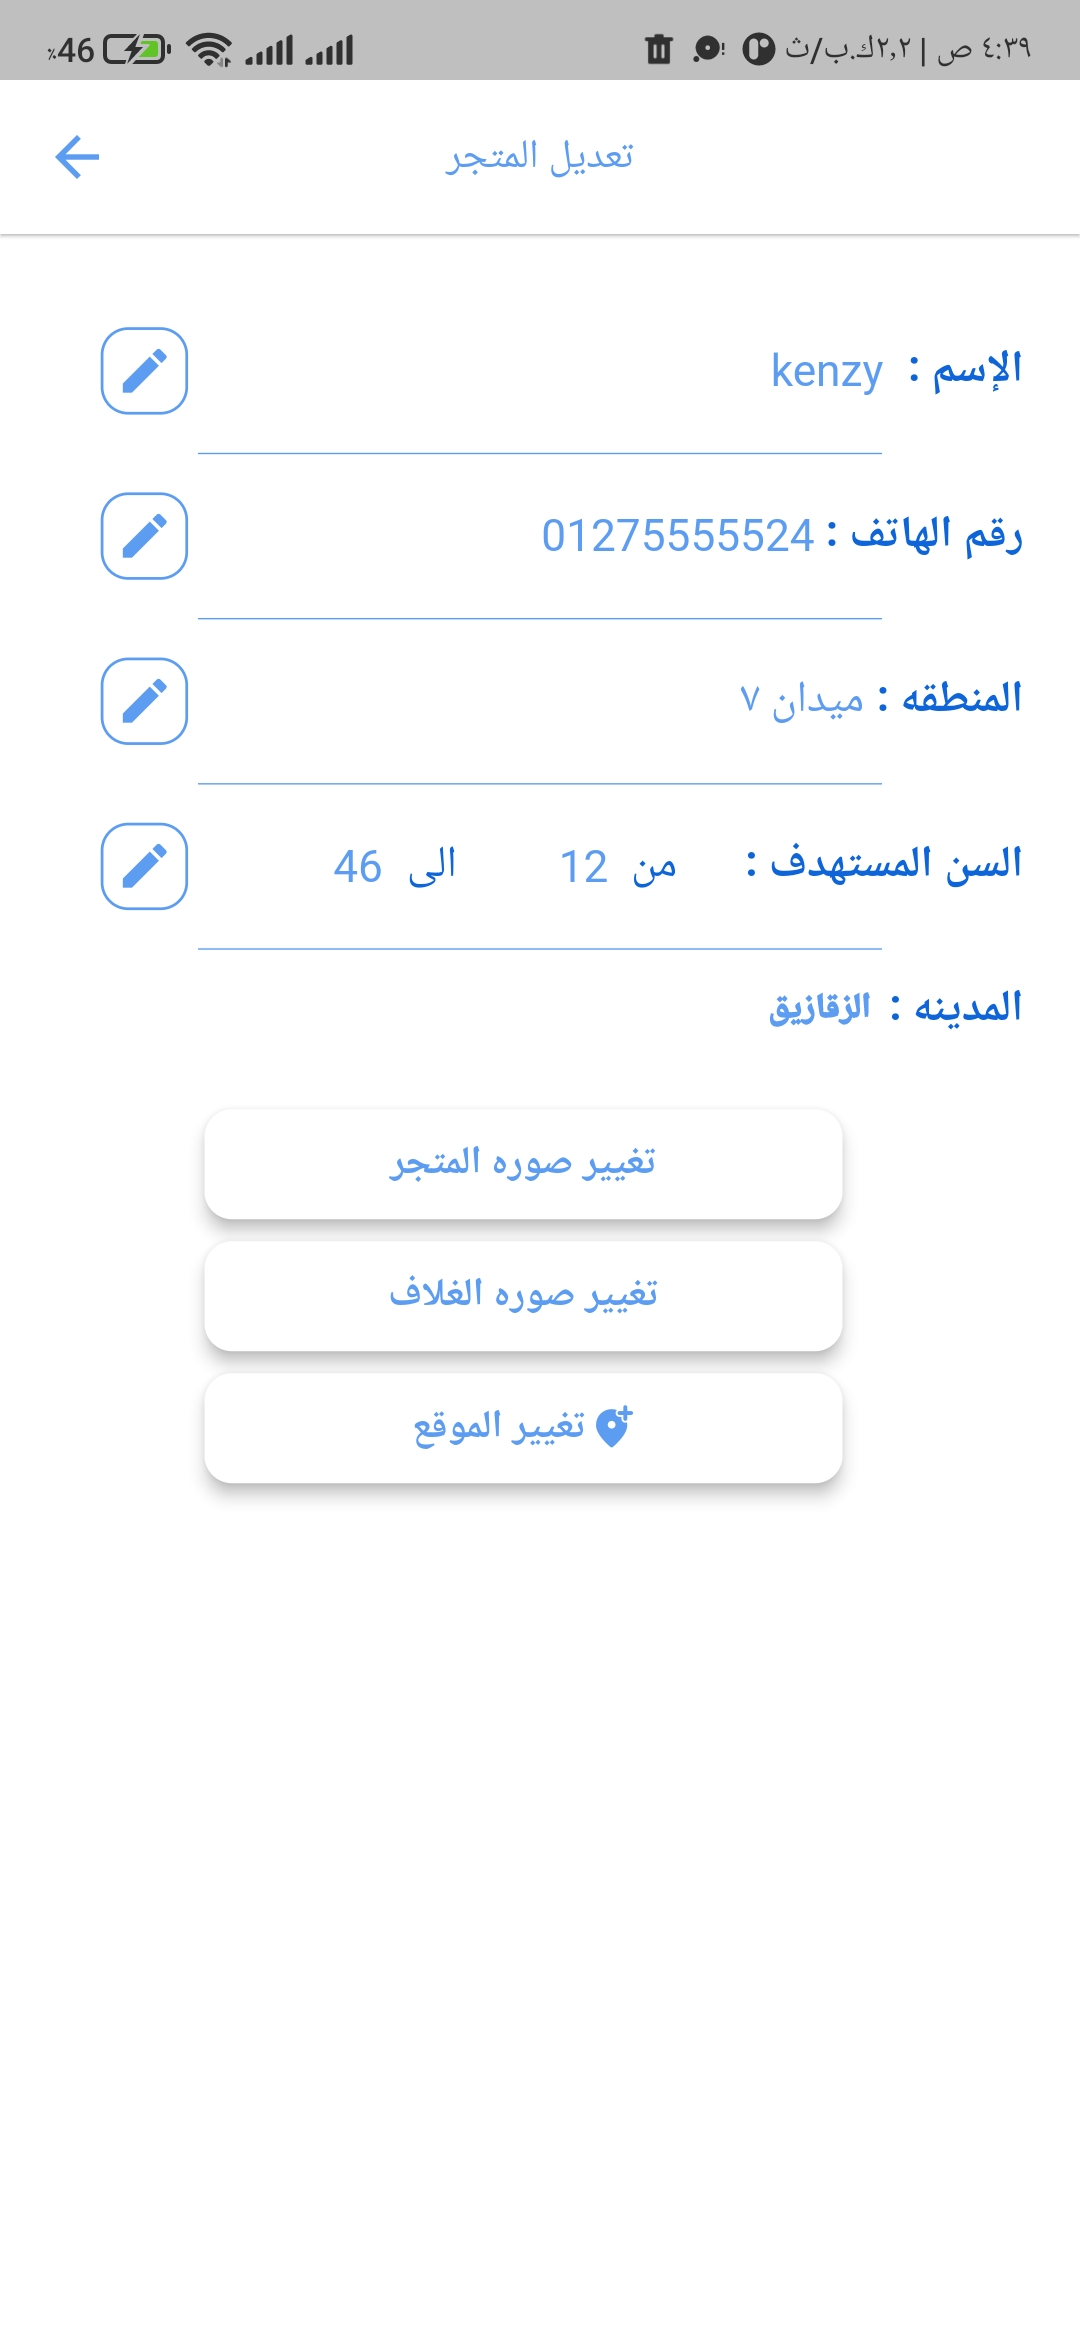 ٤:٣٩ ص | ٢,٢ك.ب/ث
46٪
تعديل المتجر
الإسم : kenzy
رقم الهاتف : 01275555524
المنطقه : ميدان ٧
السن المستهدف : من 12 الى 46
المدينه : الزقازيق
تغيير صوره المتجر
تغيير صوره الغلاف
تغيير الموقع